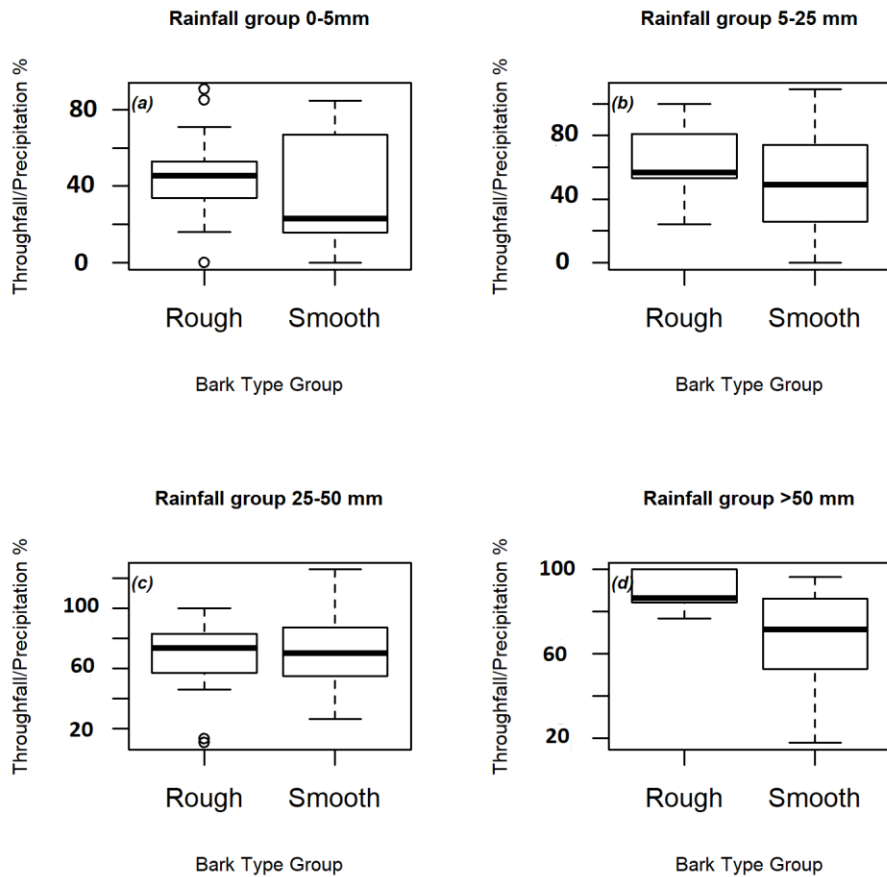 Rainfall group 0-5mm
Throughfall/Precipitation %
80
40
0
(a)
Rough Smooth
Bark Type Group
Rainfall group 5-25 mm
Throughfall/Precipitation %
80
40
0
(b)
Rough Smooth
Bark Type Group
Rainfall group 25-50 mm
Throughfall/Precipitation %
100
60
20
(c)
Rough Smooth
Bark Type Group
Rainfall group >50 mm
Throughfall/Precipitation %
100
60
20
(d)
Rough Smooth
Bark Type Group